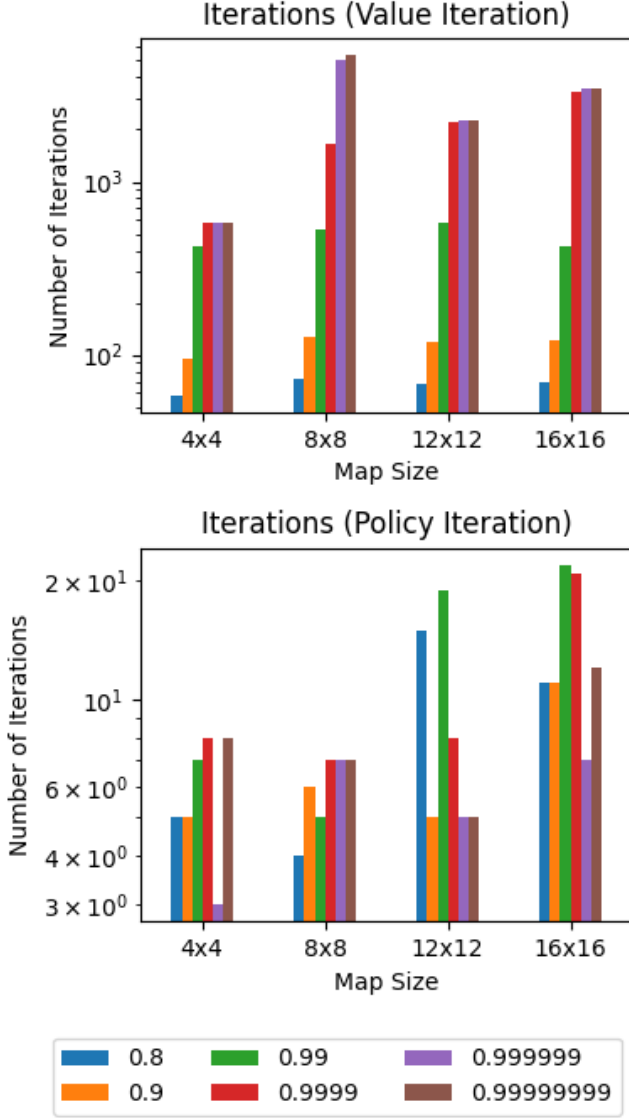 Iterations (Value Iteration)
Number of Iterations
10³
10²
4x4 8x8 12x12 16x16
Map Size
Iterations (Policy Iteration)
Number of Iterations
2 × 10¹
10¹
6 × 10⁰
4 × 10⁰
3 × 10⁰
4x4 8x8 12x12 16x16
Map Size
0.8 0.99 0.999999
0.9 0.9999 0.99999999